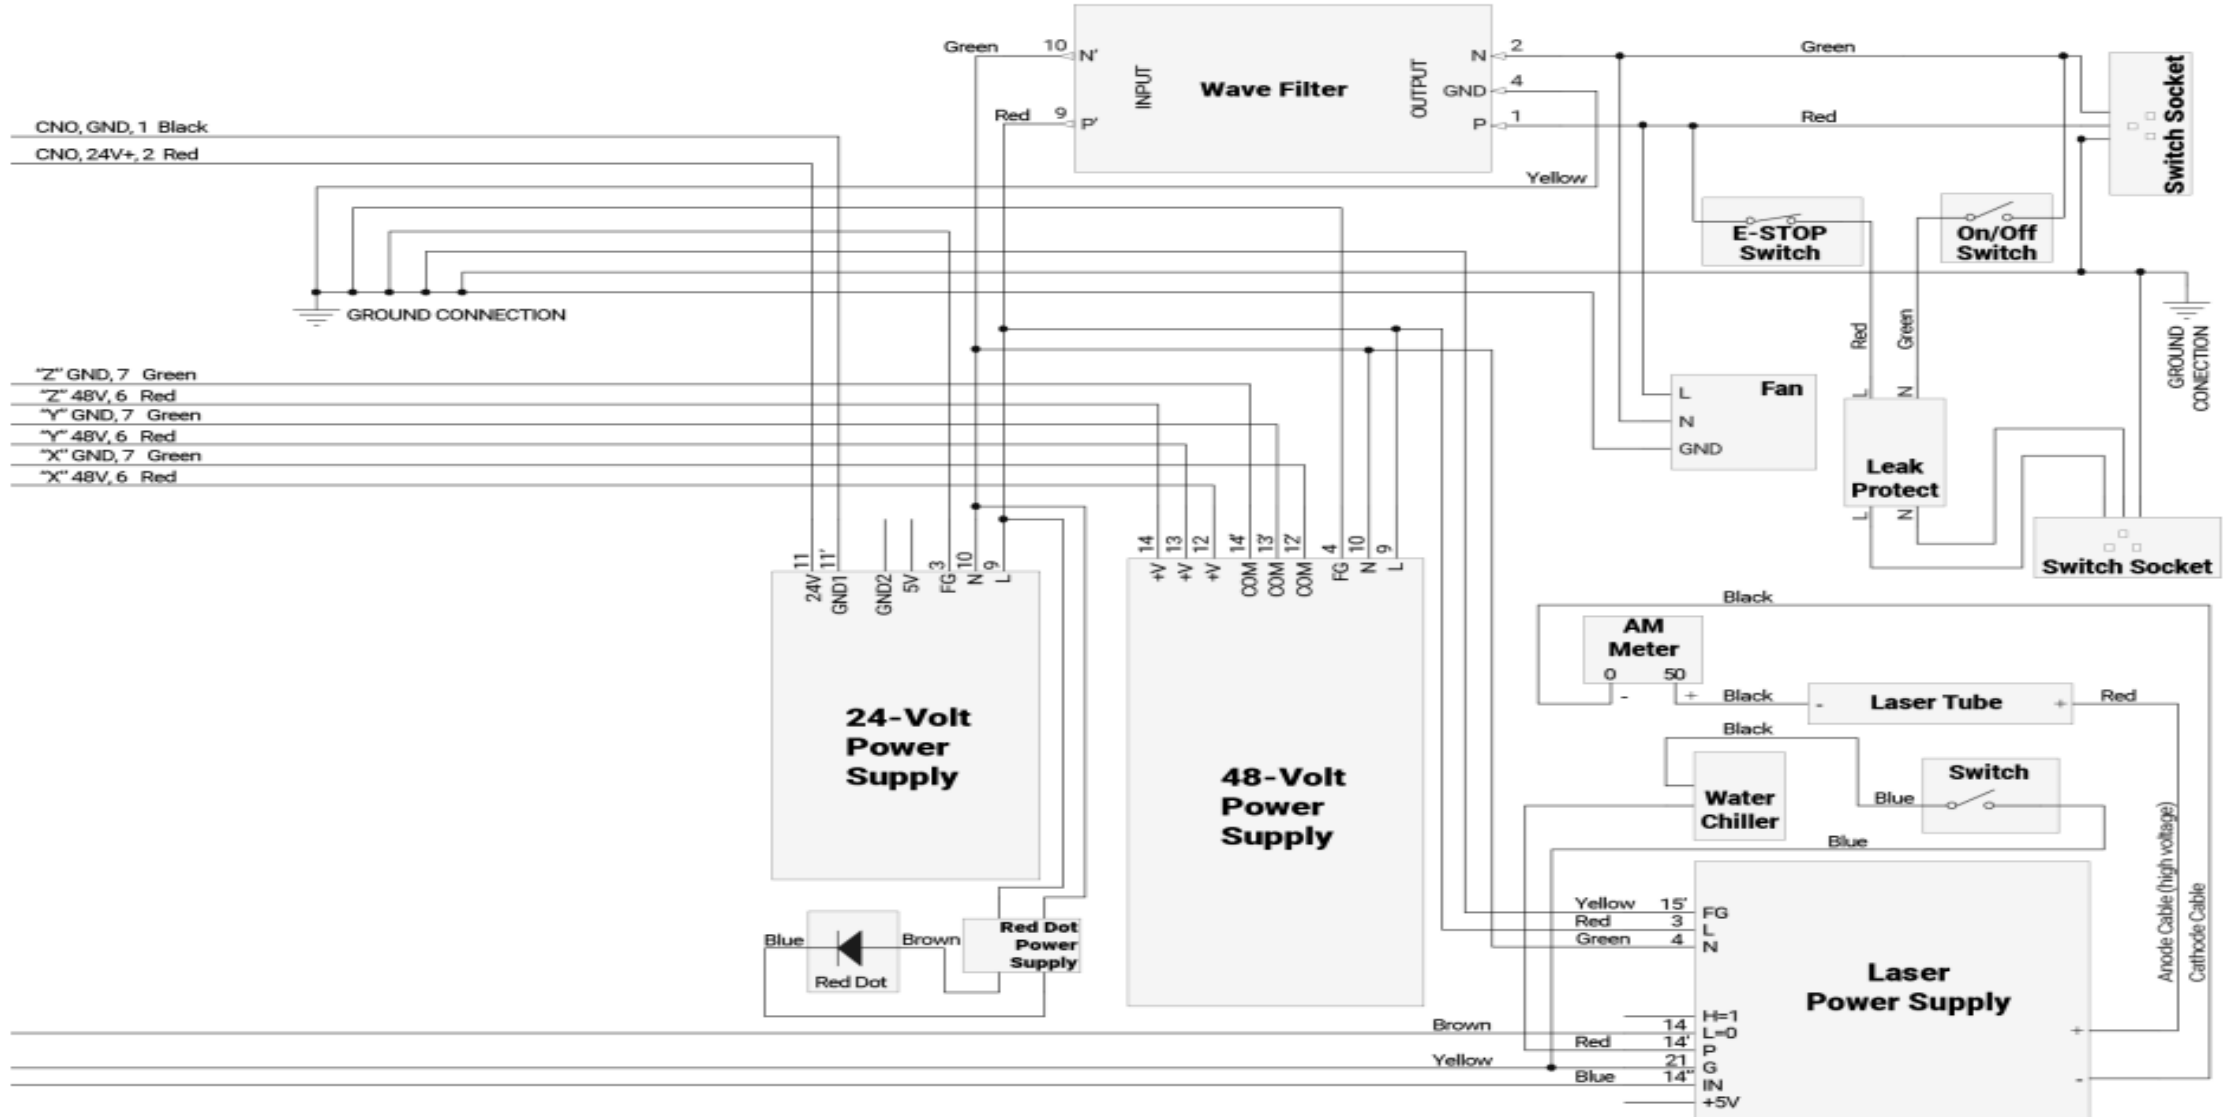 Green 10 N'
Red 9 P'
INPUT
Wave Filter
OUTPUT
N 2 Green
GND 4
P 1 Red
Yellow
Switch Socket
CNO, GND, 1 Black
CNO, 24V+, 2 Red
E-STOP
Switch
On/Off
Switch
GROUND CONNECTION
Red
Green
GROUND
CONECTION
"Z" GND, 7 Green
"Z" 48V, 6 Red
"Y" GND, 7 Green
"Y" 48V, 6 Red
"X" GND, 7 Green
"X" 48V, 6 Red
Fan
L
N
GND
L N
Leak
Protect
L N
Switch Socket
11 11' 3 10 9
24V GND1 GND2 5V FG N L
24-Volt
Power
Supply
14 13 12 14' 13' 12' 4 10 9
+V +V +V COM COM COM FG N L
48-Volt
Power
Supply
Black
AM
Meter
0 50
- + Black
- Laser Tube + Red
Black
Water
Chiller
Blue
Switch
Blue
Anode Cable (high voltage)
Cathode Cable
Blue
Red Dot
Brown
Red Dot
Power
Supply
Yellow 15' FG
Red 3 L
Green 4 N
Laser
Power Supply
H=1
Brown 14 L=0
Red 14' P
Yellow 21 G
Blue 14" IN
+5V
+
-